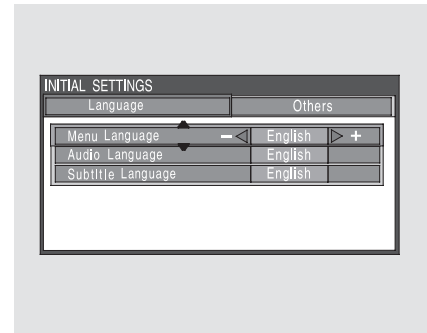 INITIAL SETTINGS
Language Others
Menu Language – English +
Audio Language English
Subtitle Language English